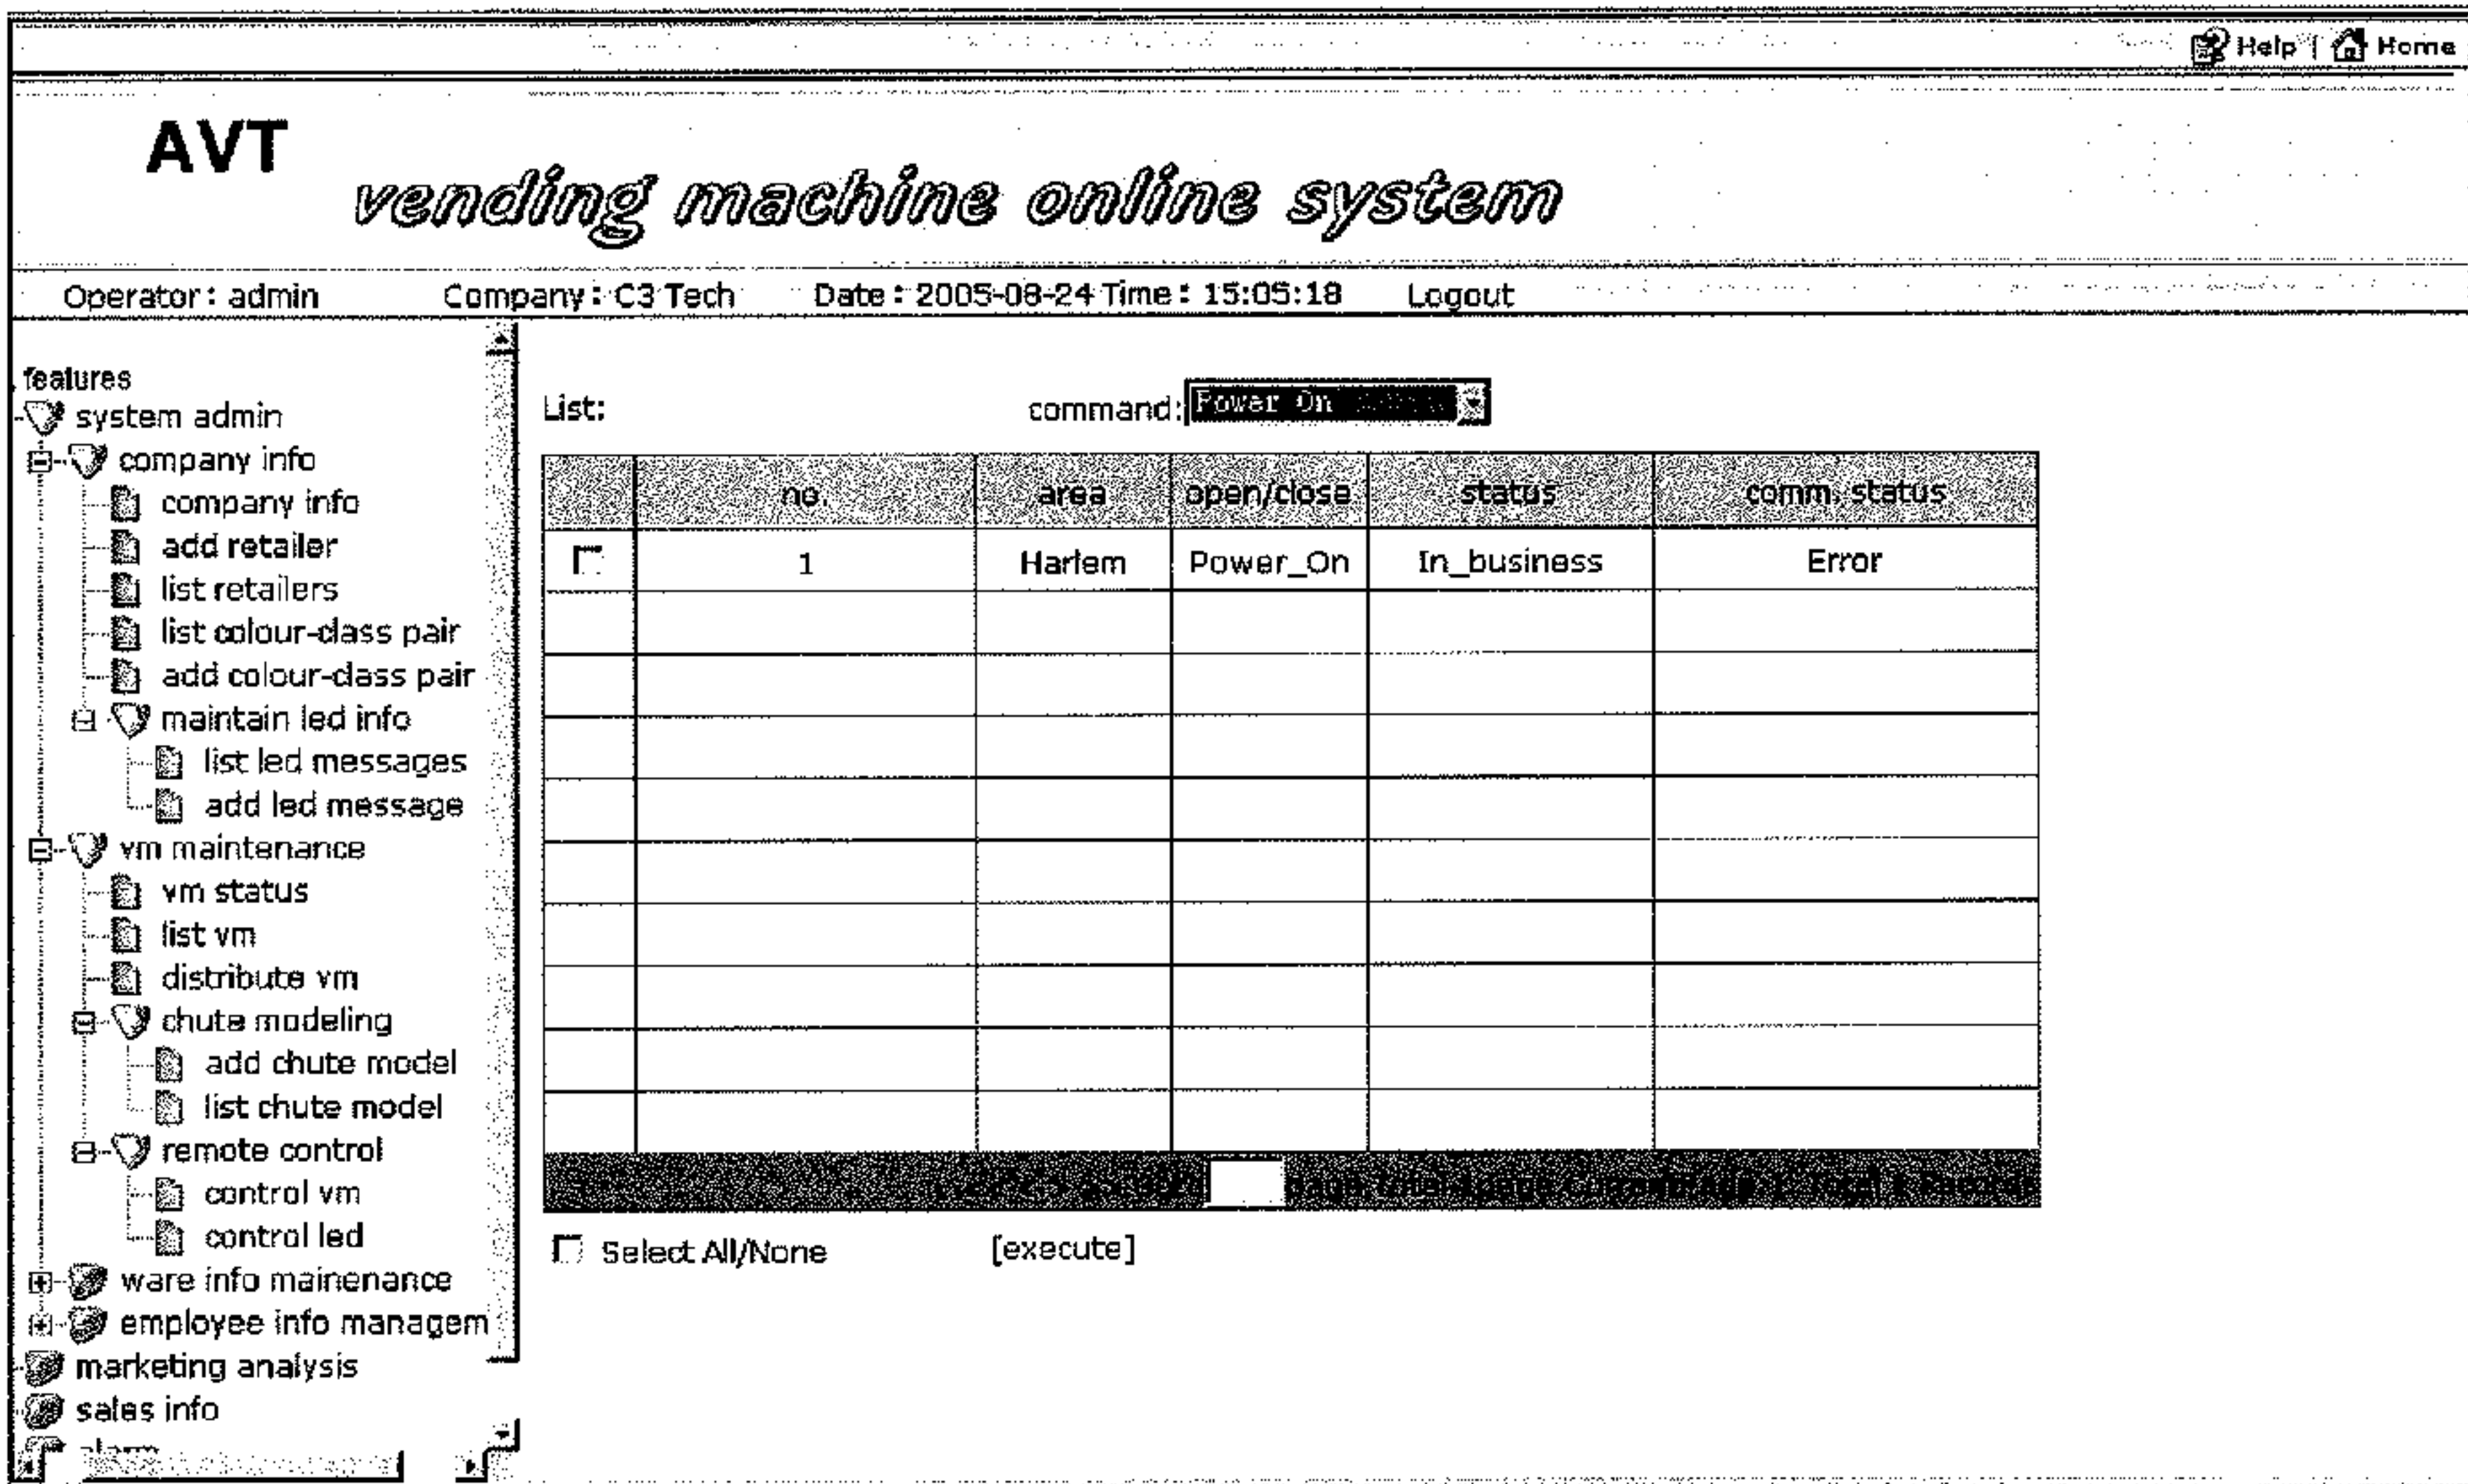 Help | Home
AVT
vending machine online system
Operator : admin Company : C3 Tech Date : 2005-08-24 Time : 15:05:18 Logout
features
system admin
company info
company info
add retailer
list retailers
list colour-class pair
add colour-class pair
maintain led info
list led messages
add led message
vm maintenance
vm status
list vm
distribute vm
chute modeling
add chute model
list chute model
remote control
control vm
control led
ware info mainenance
employee info managem
marketing analysis
sales info
List: command: Power On
no. area open/close status comm. status
1 Harlem Power_On In_business Error
Select All/None [execute]